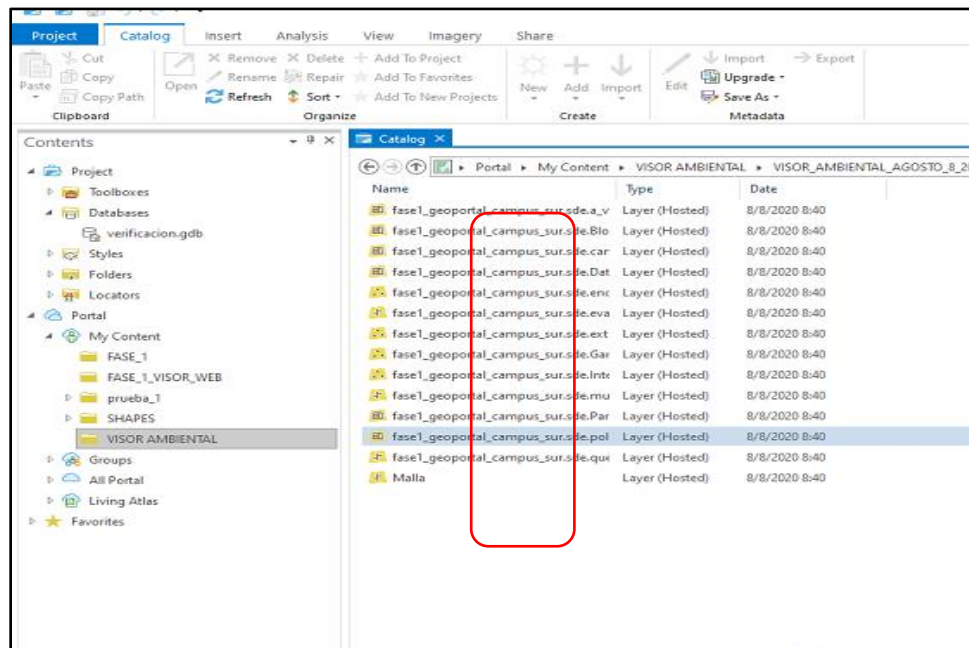 Project Catalog Insert Analysis View Imagery Share
Cut
Copy
Copy Path
Paste
Open
Remove Delete Add To Project
Rename Repair Add To Favorites
Refresh Sort Add To New Projects
New Add Import
Edit
Import Export
Upgrade
Save As
Clipboard Organize Create Metadata
Contents
Project
Toolboxes
Databases
verificacion.gdb
Styles
Folders
Locators
Portal
My Content
FASE_1
FASE_1_VISOR_WEB
prueba_1
SHAPES
VISOR AMBIENTAL
Groups
All Portal
Living Atlas
Favorites
Catalog
Portal My Content VISOR AMBIENTAL VISOR_AMBIENTAL_AGOSTO_8_20
Name Type Date
fase1_geoportal_campus_sur.sde.a_v Layer (Hosted) 8/8/2020 8:40
fase1_geoportal_campus_sur.sde.Blo Layer (Hosted) 8/8/2020 8:40
fase1_geoportal_campus_sur.sde.car Layer (Hosted) 8/8/2020 8:40
fase1_geoportal_campus_sur.sde.Dat Layer (Hosted) 8/8/2020 8:40
fase1_geoportal_campus_sur.sde.enc Layer (Hosted) 8/8/2020 8:40
fase1_geoportal_campus_sur.sde.eva Layer (Hosted) 8/8/2020 8:40
fase1_geoportal_campus_sur.sde.ext Layer (Hosted) 8/8/2020 8:40
fase1_geoportal_campus_sur.sde.Gar Layer (Hosted) 8/8/2020 8:40
fase1_geoportal_campus_sur.sde.Inte Layer (Hosted) 8/8/2020 8:40
fase1_geoportal_campus_sur.sde.mu Layer (Hosted) 8/8/2020 8:40
fase1_geoportal_campus_sur.sde.Par Layer (Hosted) 8/8/2020 8:40
fase1_geoportal_campus_sur.sde.pol Layer (Hosted) 8/8/2020 8:40
fase1_geoportal_campus_sur.sde.que Layer (Hosted) 8/8/2020 8:40
Malla Layer (Hosted) 8/8/2020 8:40